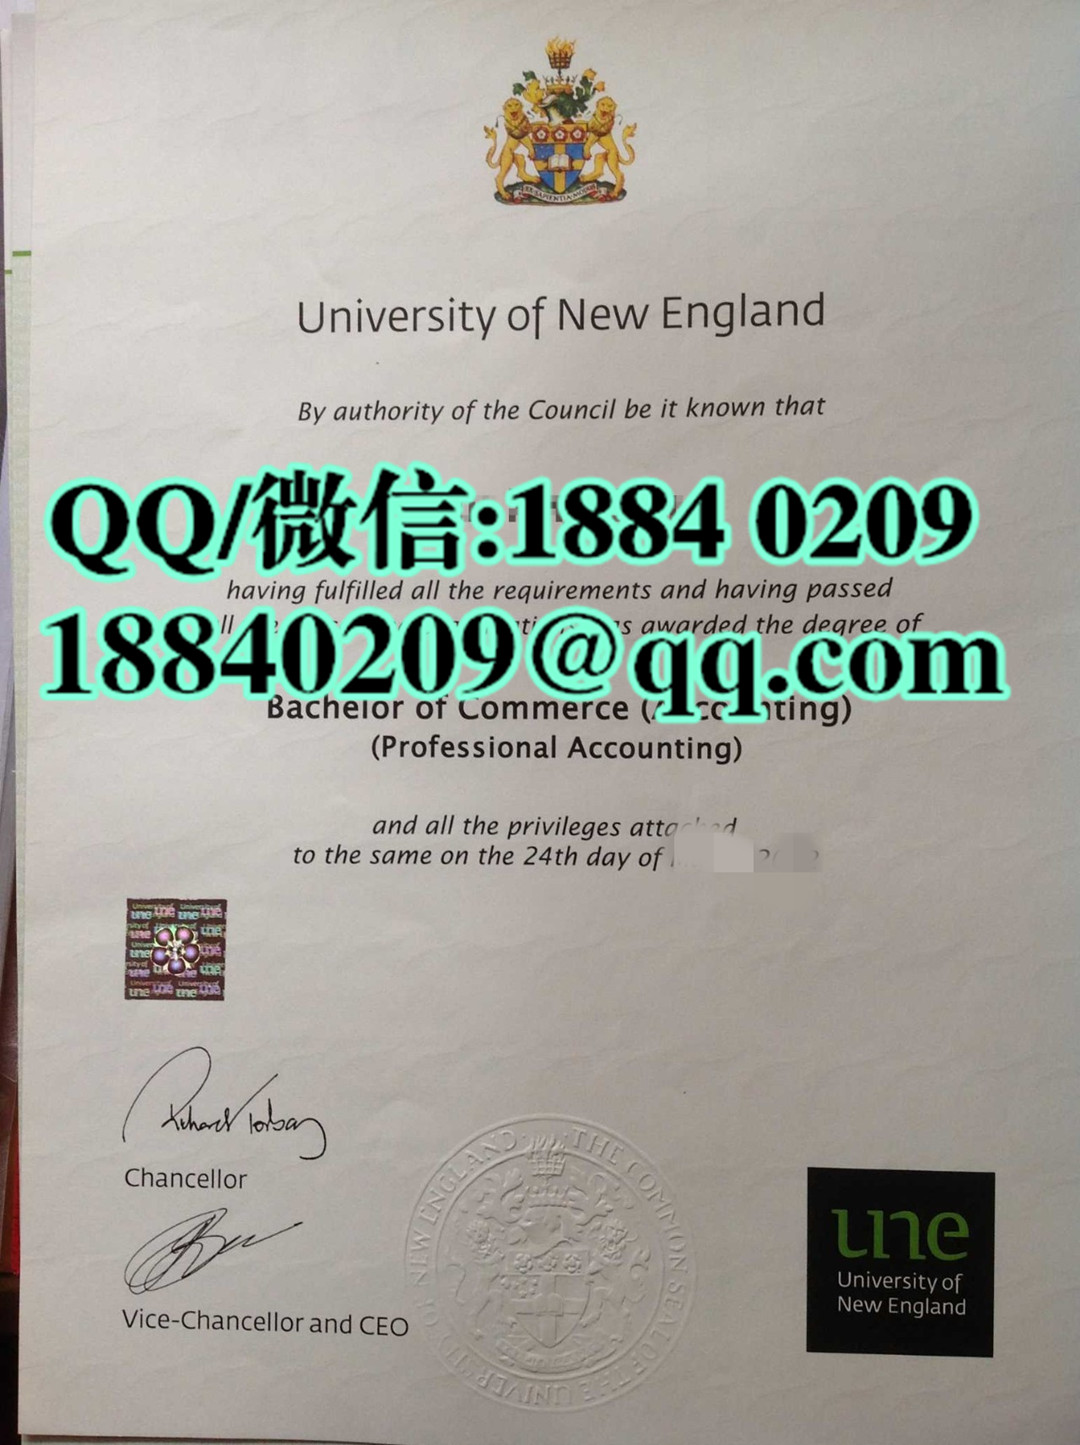 University of New England
By authority of the Council be it known that
QQ/微信:1884 0209
having fulfilled all the requirements and having passed
awarded the degree of
18840209@qq.com
Bachelor of Commerce
(Professional Accounting)
and all the privileges
to the same on the 24th day of
Chancellor
Vice-Chancellor and CEO
une
University of
New England